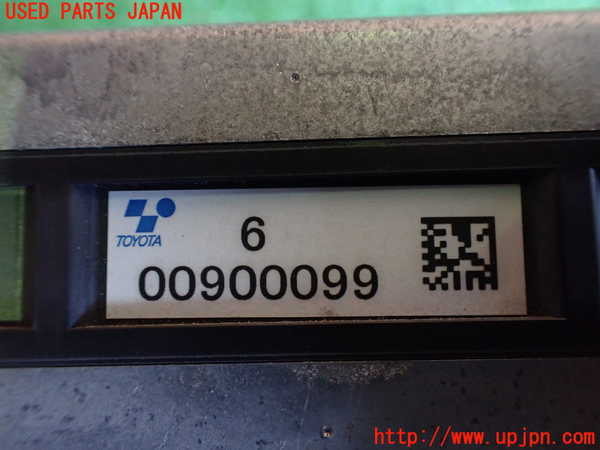 USED PARTS JAPAN
TOYOTA
6
00900099
http://www.upjpn.com/